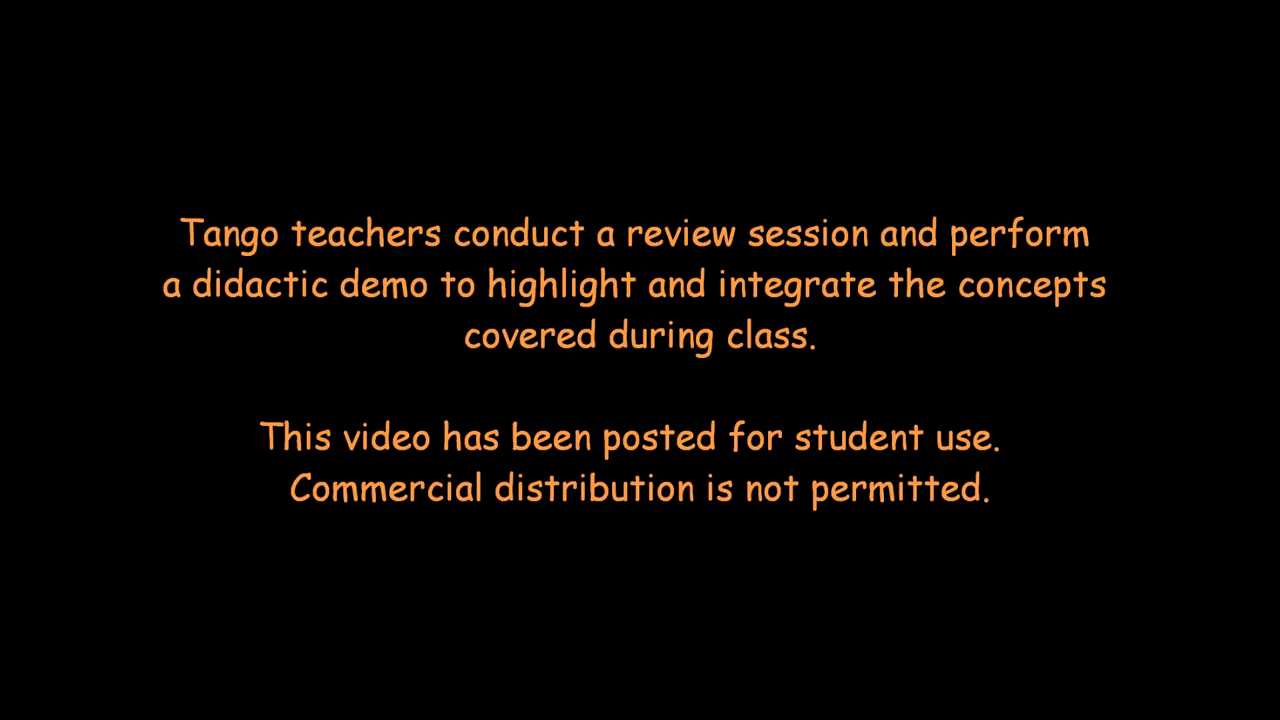 Tango teachers conduct a review session and perform
a didactic demo to highlight and integrate the concepts
covered during class.
This video has been posted for student use.
Commercial distribution is not permitted.